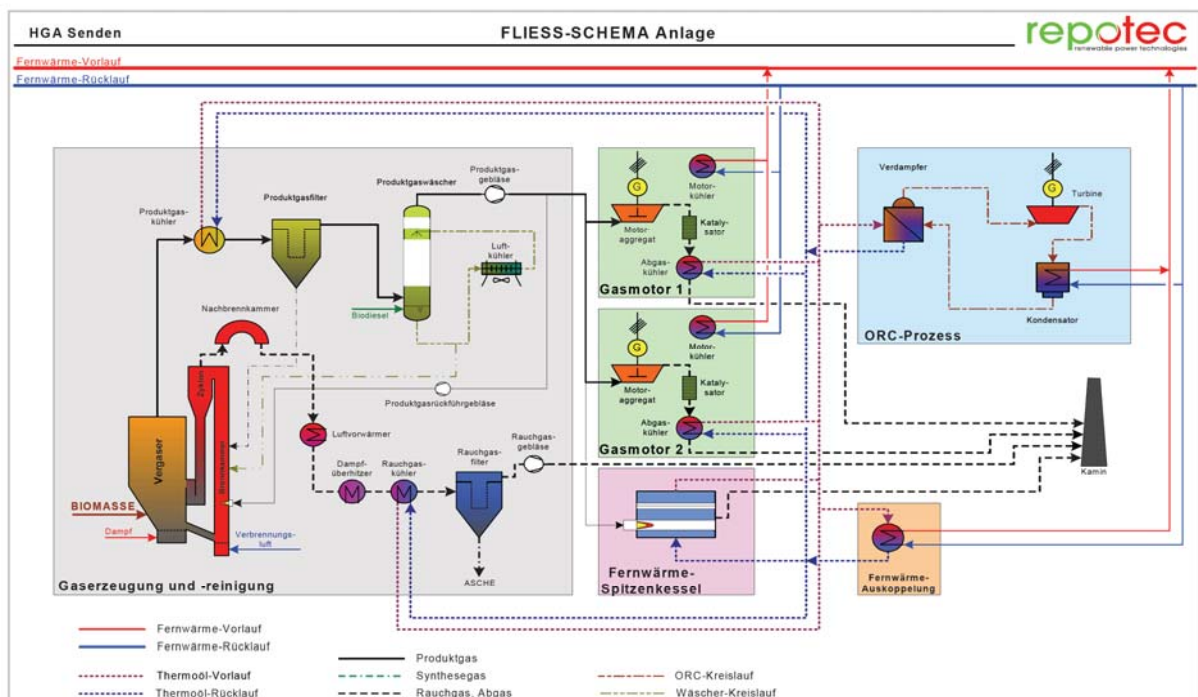 HGA Senden
FLIESS-SCHEMA Anlage
repotec
renewable power technologies
Fernwärme-Vorlauf
Fernwärme-Rücklauf
Produktgas-
kühler
Produktgasfilter
Produktgaswäscher
Produktgas-
gebläse
Luft-
kühler
Biodiesel
Nachbrennkammer
Zyklon
Vergaser
Brennkammer
BIOMASSE
Dampf
Verbrennungs-
luft
Produktgasrückführgebläse
Luftvorwärmer
Dampf-
überhitzer
Rauchgas-
kühler
Rauchgas-
filter
Rauchgas-
gebläse
ASCHE
Gaserzeugung und -reinigung
G
Motor-
kühler
Motor-
aggregat
Kataly-
sator
Abgas-
kühler
Gasmotor 1
G
Motor-
kühler
Motor-
aggregat
Kataly-
sator
Abgas-
kühler
Gasmotor 2
Fernwärme-
Spitzenkessel
Verdampfer
G
Turbine
Kondensator
ORC-Prozess
Kamin
Fernwärme-
Auskoppelung
Fernwärme-Vorlauf
Fernwärme-Rücklauf
Thermoöl-Vorlauf
Thermoöl-Rücklauf
Produktgas
Synthesegas
Rauchgas, Abgas
ORC-Kreislauf
Wäscher-Kreislauf